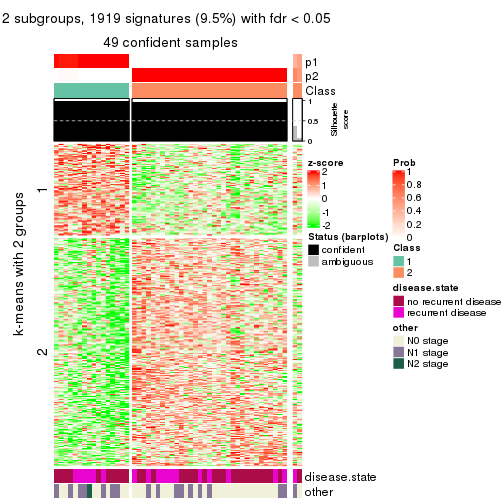 2 subgroups, 1919 signatures (9.5%) with fdr < 0.05
49 confident samples
p1
p2
Class
1
0.5
0
Silhouette
score
k-means with 2 groups
1
2
z-score
2
1
0
-1
-2
Status (barplots)
confident
ambiguous
Prob
1
0.8
0.6
0.4
0.2
0
Class
1
2
disease.state
no recurrent disease
recurrent disease
other
N0 stage
N1 stage
N2 stage
disease.state
other